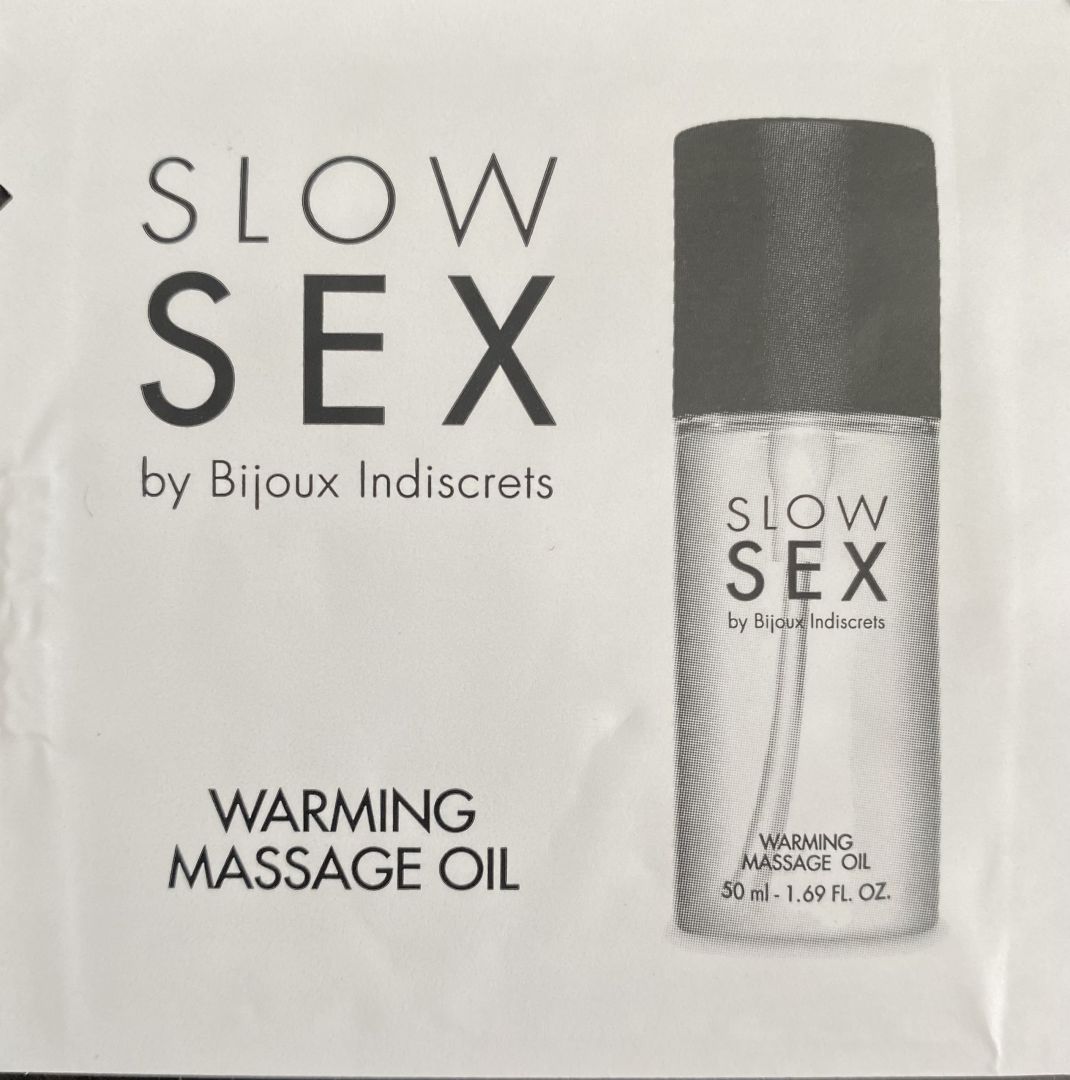 SLOW
SEX
by Bijoux Indiscrets
WARMING
MASSAGE OIL
SLOW
SEX
by Bijoux Indiscrets
WARMING
MASSAGE OIL
50 ml - 1.69 FL. OZ.